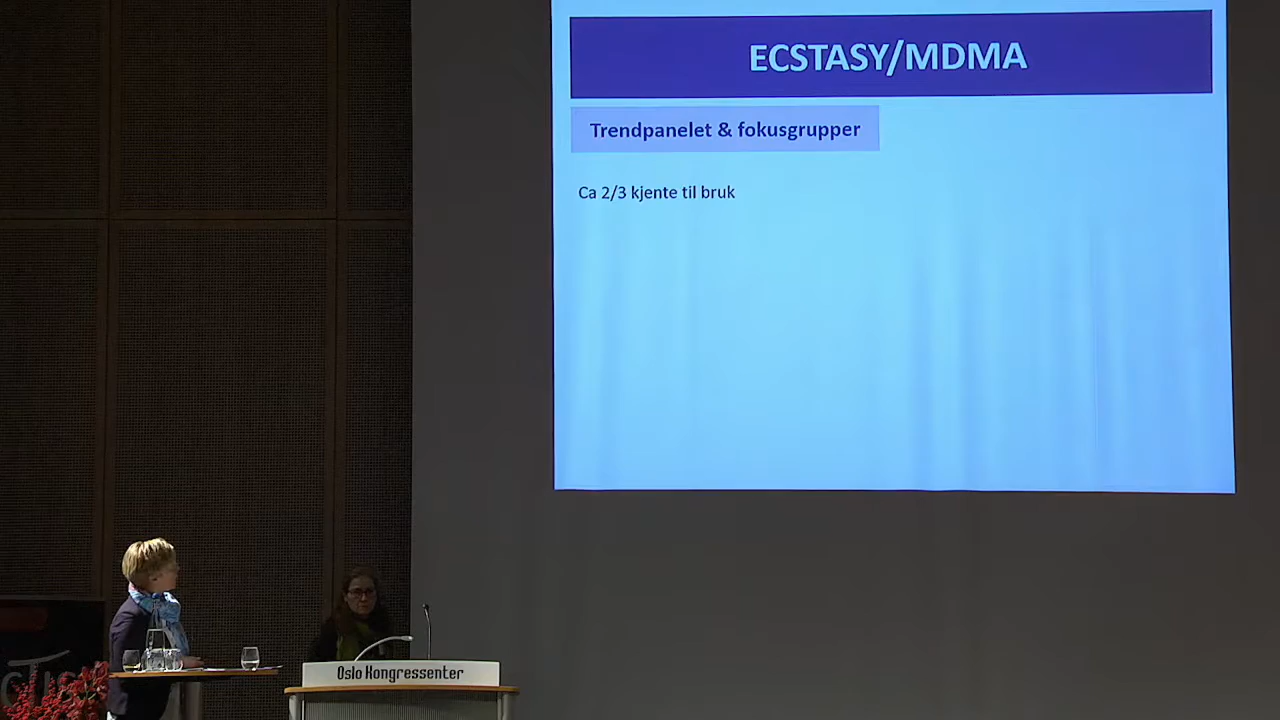 ECSTASY/MDMA
Trendpanelet & fokusgrupper
Ca 2/3 kjente til bruk
Oslo Kongressenter